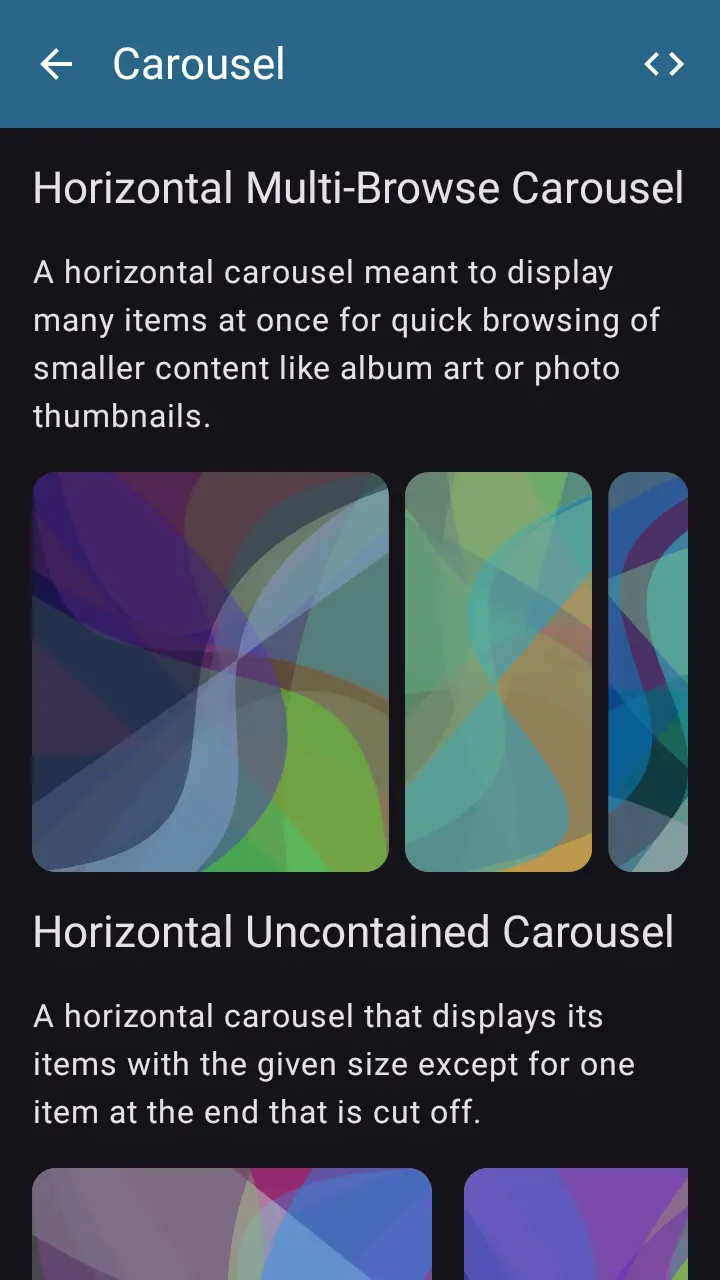 Carousel
Horizontal Multi-Browse Carousel
A horizontal carousel meant to display
many items at once for quick browsing of
smaller content like album art or photo
thumbnails.
Horizontal Uncontained Carousel
A horizontal carousel that displays its
items with the given size except for one
item at the end that is cut off.